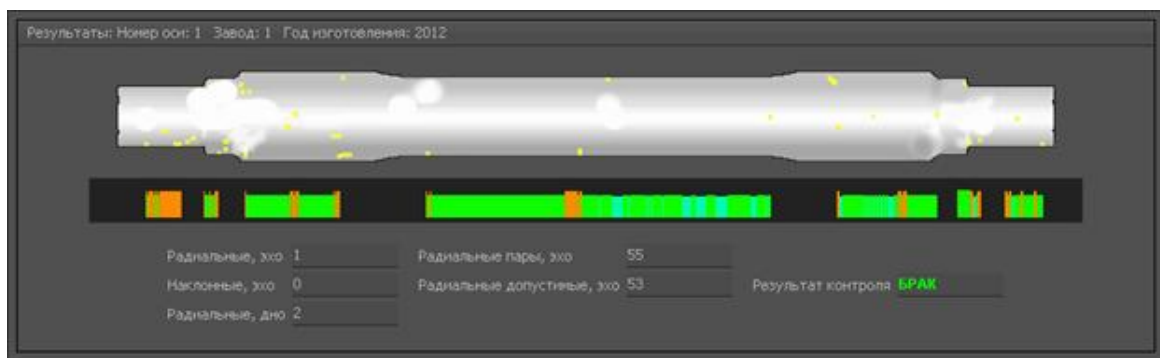 Результаты: Номер оси: 1 Завод: 1 Год изготовления: 2012
Радиальные, эхо 1 Радиальные пары, эхо 55
Наклонные, эхо 0 Радиальные допустимые, эхо 53 Результат контроля БРАК
Радиальные, дно 2